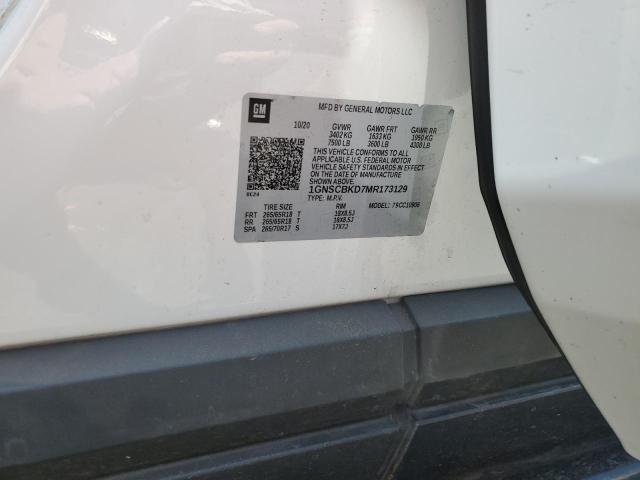 GM
MFD BY GENERAL MOTORS LLC
10/20 GVWR GAWR FRT GAWR RR
3402 KG 1633 KG 1950 KG
7500 LB 3600 LB 4300 LB
THIS VEHICLE CONFORMS TO ALL
APPLICABLE U.S. FEDERAL MOTOR
VEHICLE SAFETY STANDARDS IN EFFECT
ON THE DATE OF MANUFACTURE SHOWN ABOVE.
1GNSCBKD7MR173129
TYPE: M.P.V. MODEL: 79CC10906
TIRE SIZE RIM
FRT 265/65R18 T 18X8.5J
RR 265/65R18 T 18X8.5J
SPA 265/70R17 S 17X7J